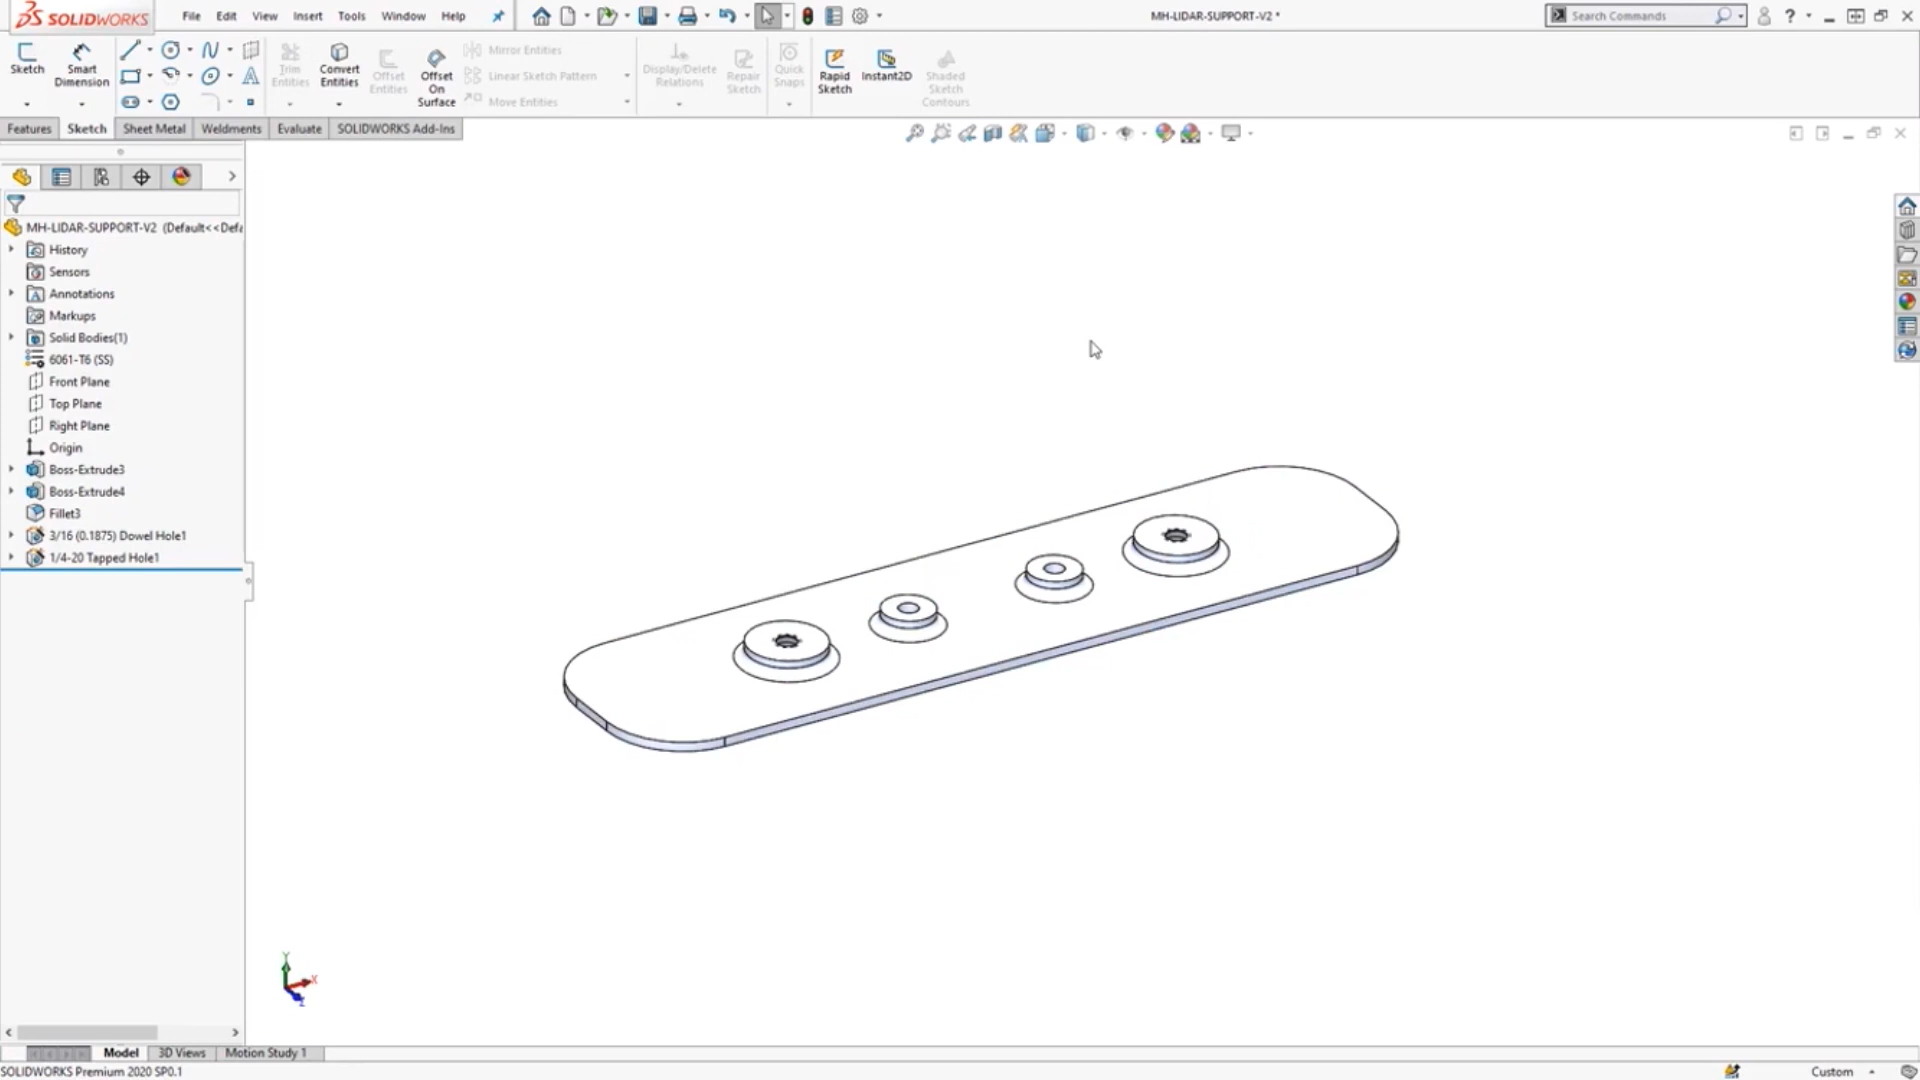 SOLIDWORKS File Edit View Insert Tools Window Help MH-LIDAR-SUPPORT-V2 * Search Commands ?
Sketch Smart Dimension Trim Entities Convert Entities Offset Entities Offset On Surface Mirror Entities Linear Sketch Pattern Move Entities Display/Delete Relations Repair Sketch Quick Snaps Rapid Sketch Instant2D Shaded Sketch Contours
Features Sketch Sheet Metal Weldments Evaluate SOLIDWORKS Add-Ins
MH-LIDAR-SUPPORT-V2 (Default<<Defa
History
Sensors
Annotations
Markups
Solid Bodies(1)
6061-T6 (SS)
Front Plane
Top Plane
Right Plane
Origin
Boss-Extrude3
Boss-Extrude4
Fillet3
3/16 (0.1875) Dowel Hole1
1/4-20 Tapped Hole1
Y
X
Z
Model 3D Views Motion Study 1
SOLIDWORKS Premium 2020 SP0.1 Custom